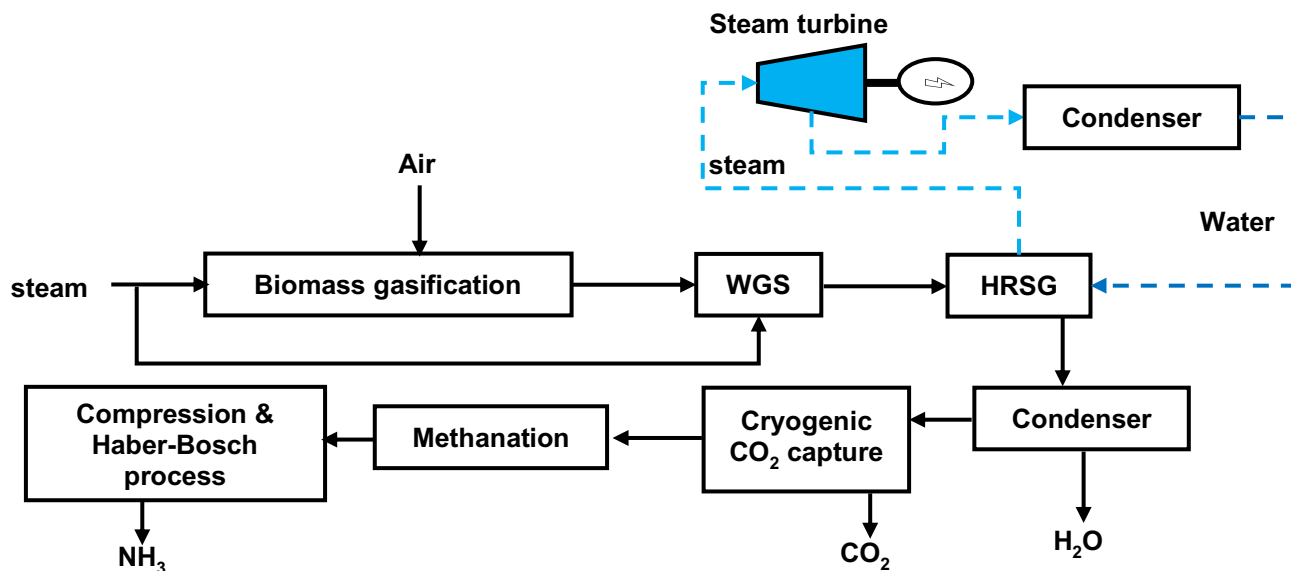 Steam turbine
Condenser
steam
Air
Water
steam
Biomass gasification
WGS
HRSG
Compression &
Haber-Bosch
process
Methanation
Cryogenic
CO₂ capture
Condenser
NH₃
CO₂
H₂O